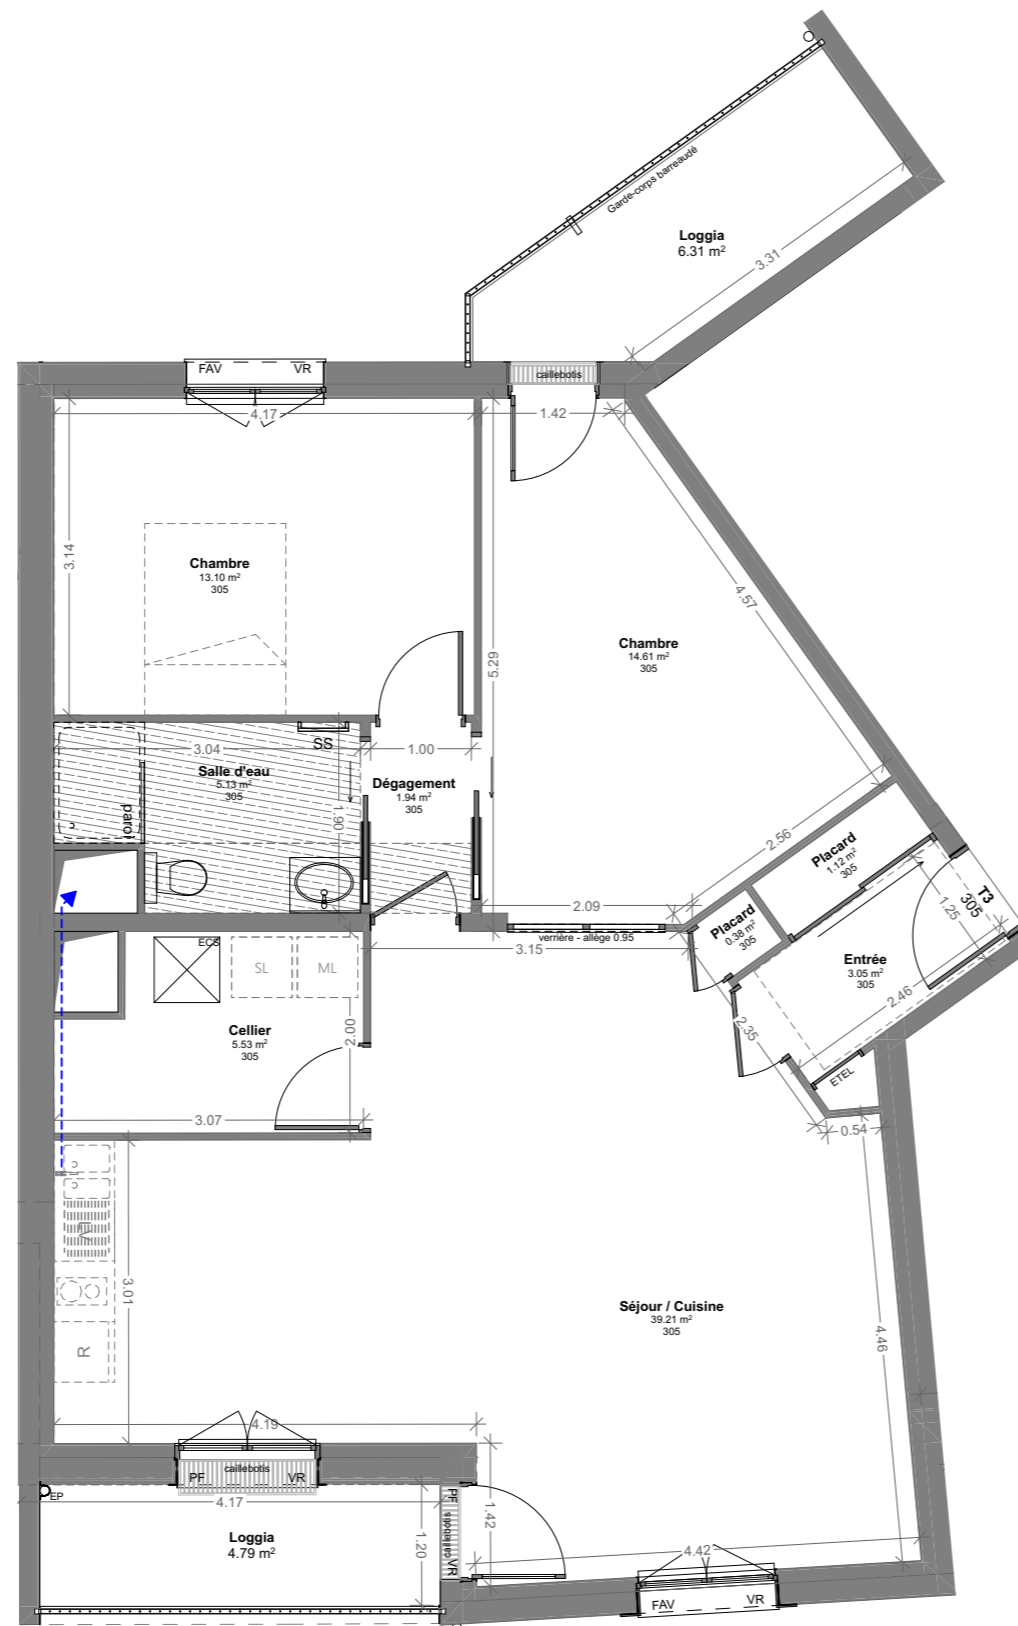 Garde-corps barreaudé
Loggia
6.31 m²
3.31
FAV
VR
caillebotis
4.17
1.42
3.14
Chambre
13.10 m²
305
4.57
5.29
Chambre
14.61 m²
305
3.04
SS
1.00
Salle d'eau
5.13 m²
305
Dégagement
1.94 m²
305
1.90
paroi
2.56
Placard
1.12 m²
305
T3
305
1.25
2.09
Placard
0.38 m²
305
verrière - allège 0.95
3.15
ECS
SL
ML
Entrée
3.05 m²
305
2.46
Cellier
5.53 m²
305
2.00
2.35
ETEL
3.07
0.54
LV
3.01
Séjour / Cuisine
39.21 m²
305
4.46
R
4.19
caillebotis
PF
VR
EP
4.17
PF
caillebotis
VR
1.42
1.20
Loggia
4.79 m²
4.42
FAV
VR